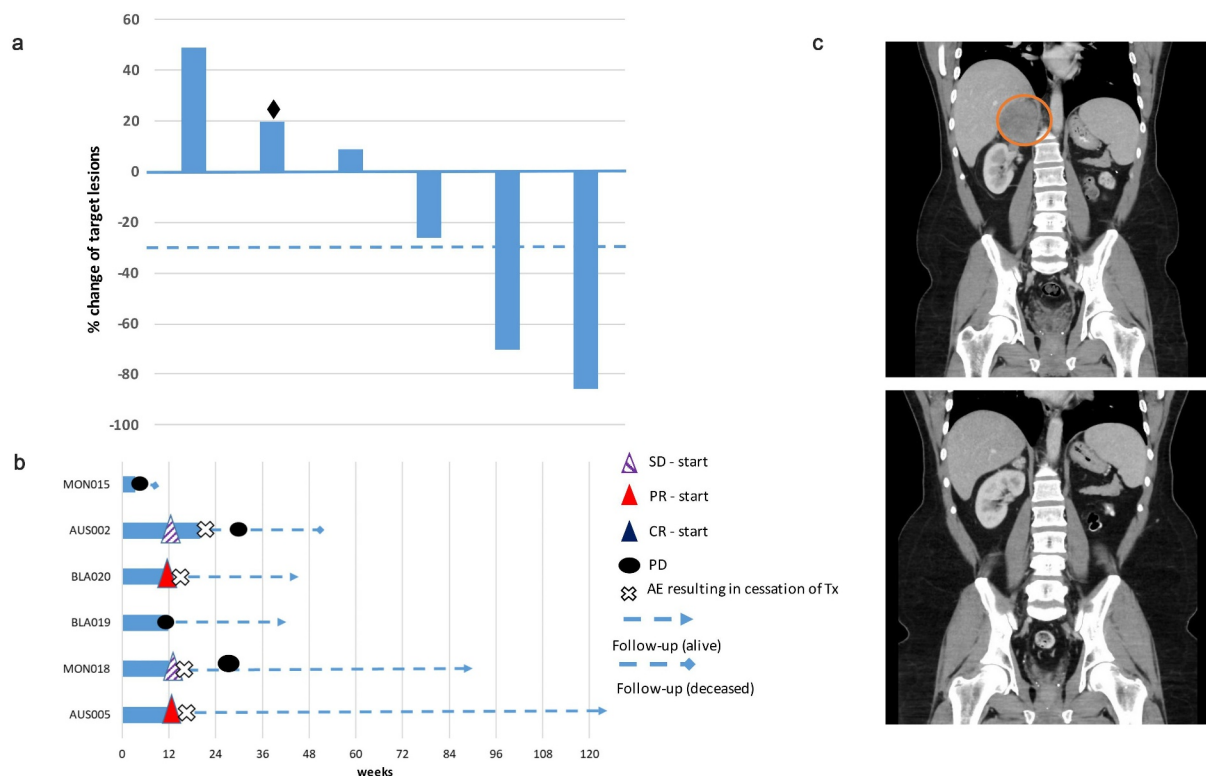 a
60
40
20
0
-20
-40
-60
-80
-100
% change of target lesions
b
MON015
AUS002
BLA020
BLA019
MON018
AUS005
0 12 24 36 48 60 72 84 96 108 120
weeks
SD - start
PR - start
CR - start
PD
AE resulting in cessation of Tx
Follow-up (alive)
Follow-up (deceased)
c